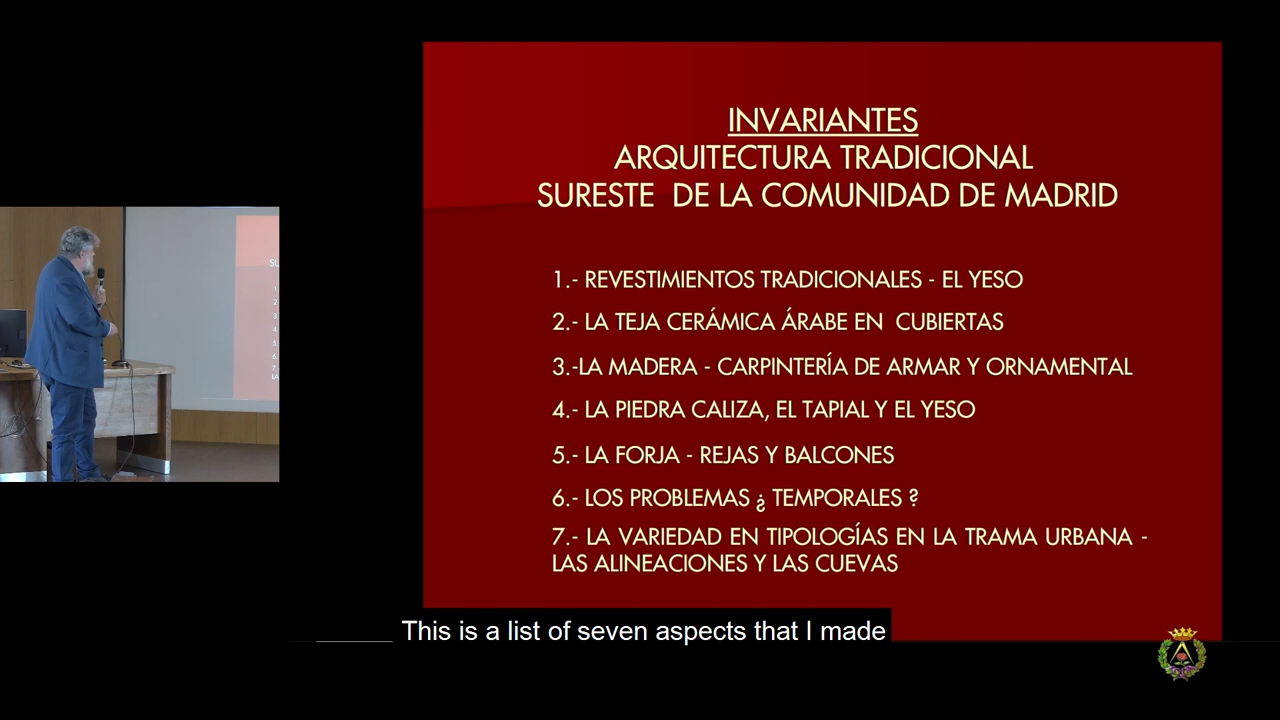 INVARIANTES
ARQUITECTURA TRADICIONAL
SURESTE DE LA COMUNIDAD DE MADRID
1.- REVESTIMIENTOS TRADICIONALES - EL YESO
2.- LA TEJA CERÁMICA ÁRABE EN CUBIERTAS
3.-LA MADERA - CARPINTERÍA DE ARMAR Y ORNAMENTAL
4.- LA PIEDRA CALIZA, EL TAPIAL Y EL YESO
5.- LA FORJA - REJAS Y BALCONES
6.- LOS PROBLEMAS ¿ TEMPORALES ?
7.- LA VARIEDAD EN TIPOLOGÍAS EN LA TRAMA URBANA -
LAS ALINEACIONES Y LAS CUEVAS
This is a list of seven aspects that I made